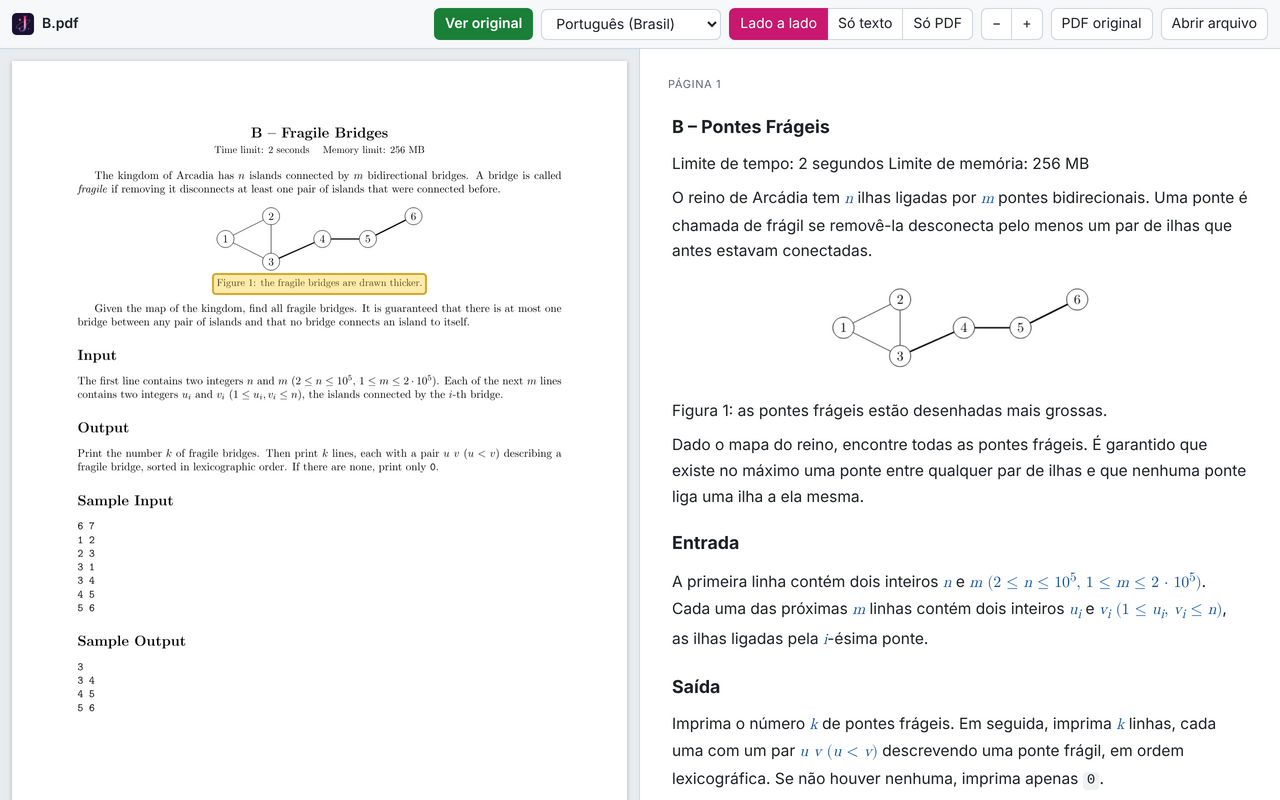 B.pdf
Ver original
Português (Brasil)
Lado a lado
Só texto
Só PDF
−
+
PDF original
Abrir arquivo
B – Fragile Bridges
Time limit: 2 seconds Memory limit: 256 MB
The kingdom of Arcadia has n islands connected by m bidirectional bridges. A bridge is called
fragile if removing it disconnects at least one pair of islands that were connected before.
2
6
1
4
5
3
Figure 1: the fragile bridges are drawn thicker.
Given the map of the kingdom, find all fragile bridges. It is guaranteed that there is at most one
bridge between any pair of islands and that no bridge connects an island to itself.
Input
The first line contains two integers n and m (2 ≤ n ≤ 10⁵, 1 ≤ m ≤ 2 · 10⁵). Each of the next m lines
contains two integers uᵢ and vᵢ (1 ≤ uᵢ, vᵢ ≤ n), the islands connected by the i-th bridge.
Output
Print the number k of fragile bridges. Then print k lines, each with a pair u v (u < v) describing a
fragile bridge, sorted in lexicographic order. If there are none, print only 0.
Sample Input
6 7
1 2
2 3
3 1
3 4
4 5
5 6
Sample Output
3
3 4
4 5
5 6
PÁGINA 1
B – Pontes Frágeis
Limite de tempo: 2 segundos Limite de memória: 256 MB
O reino de Arcádia tem n ilhas ligadas por m pontes bidirecionais. Uma ponte é
chamada de frágil se removê-la desconecta pelo menos um par de ilhas que
antes estavam conectadas.
2
6
1
4
5
3
Figura 1: as pontes frágeis estão desenhadas mais grossas.
Dado o mapa do reino, encontre todas as pontes frágeis. É garantido que
existe no máximo uma ponte entre qualquer par de ilhas e que nenhuma ponte
liga uma ilha a ela mesma.
Entrada
A primeira linha contém dois inteiros n e m (2 ≤ n ≤ 10⁵, 1 ≤ m ≤ 2 · 10⁵).
Cada uma das próximas m linhas contém dois inteiros uᵢ e vᵢ (1 ≤ uᵢ, vᵢ ≤ n),
as ilhas ligadas pela i-ésima ponte.
Saída
Imprima o número k de pontes frágeis. Em seguida, imprima k linhas, cada
uma com um par u v (u < v) descrevendo uma ponte frágil, em ordem
lexicográfica. Se não houver nenhuma, imprima apenas 0.